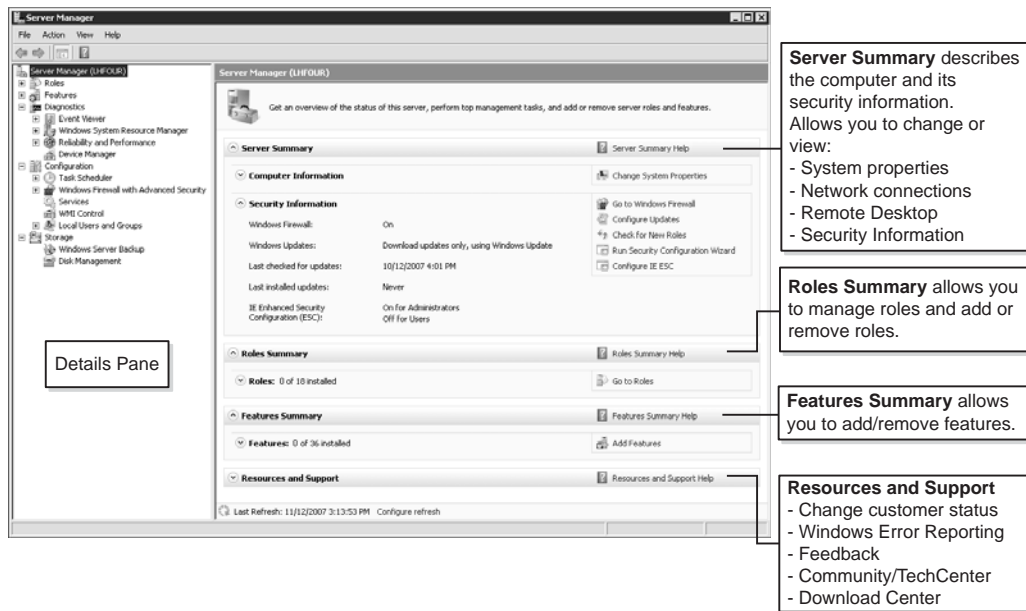 Server Manager
File Action View Help
Server Manager (LHFOUR)
Roles
Features
Diagnostics
Event Viewer
Windows System Resource Manager
Reliability and Performance
Device Manager
Configuration
Task Scheduler
Windows Firewall with Advanced Security
Services
WMI Control
Local Users and Groups
Storage
Windows Server Backup
Disk Management
Details Pane
Server Manager (LHFOUR)
Get an overview of the status of this server, perform top management tasks, and add or remove server roles and features.
Server Summary
Server Summary Help
Computer Information
Change System Properties
Security Information
Go to Windows Firewall
Configure Updates
Check for New Roles
Run Security Configuration Wizard
Configure IE ESC
Windows Firewall: On
Windows Updates: Download updates only, using Windows Update
Last checked for updates: 10/12/2007 4:01 PM
Last installed updates: Never
IE Enhanced Security On for Administrators
Configuration (ESC): Off for Users
Roles Summary
Roles Summary Help
Roles: 0 of 18 installed
Go to Roles
Features Summary
Features Summary Help
Features: 0 of 36 installed
Add Features
Resources and Support
Resources and Support Help
Last Refresh: 11/12/2007 3:13:53 PM Configure refresh
Server Summary describes
the computer and its
security information.
Allows you to change or
view:
- System properties
- Network connections
- Remote Desktop
- Security Information
Roles Summary allows you
to manage roles and add or
remove roles.
Features Summary allows
you to add/remove features.
Resources and Support
- Change customer status
- Windows Error Reporting
- Feedback
- Community/TechCenter
- Download Center